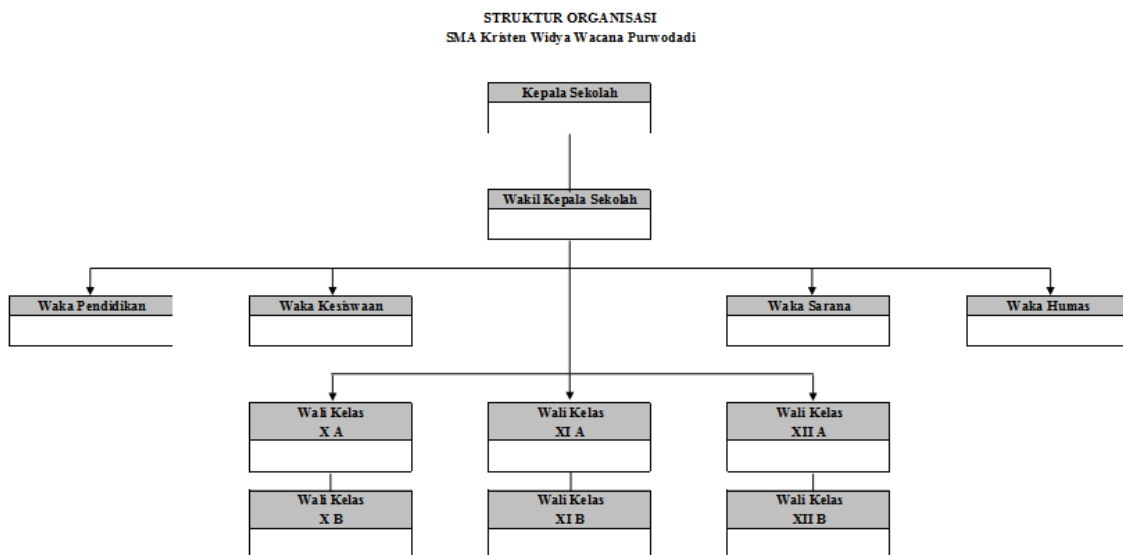 STRUKTUR ORGANISASI
SMA Kristen Widya Wacana Purwodadi
Kepala Sekolah
Wakil Kepala Sekolah
Waka Pendidikan
Waka Kesiswaan
Waka Sarana
Waka Humas
Wali Kelas
X A
Wali Kelas
XI A
Wali Kelas
XII A
Wali Kelas
X B
Wali Kelas
XI B
Wali Kelas
XII B